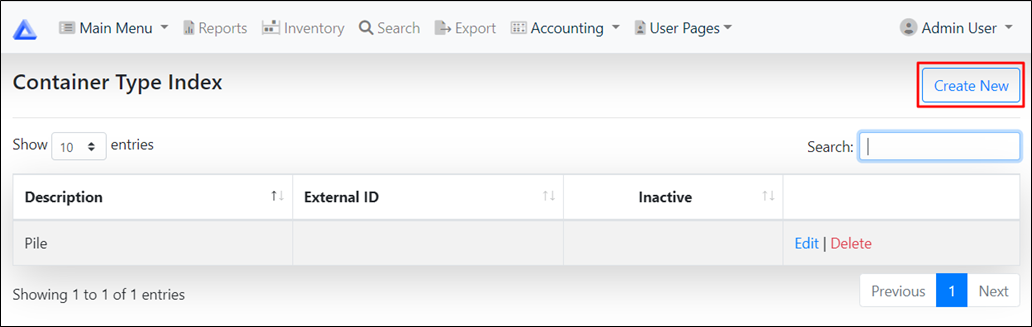 Main Menu Reports Inventory Search Export Accounting User Pages Admin User
Container Type Index Create New
Show 10 entries Search:
Description External ID Inactive
Pile Edit | Delete
Showing 1 to 1 of 1 entries Previous 1 Next